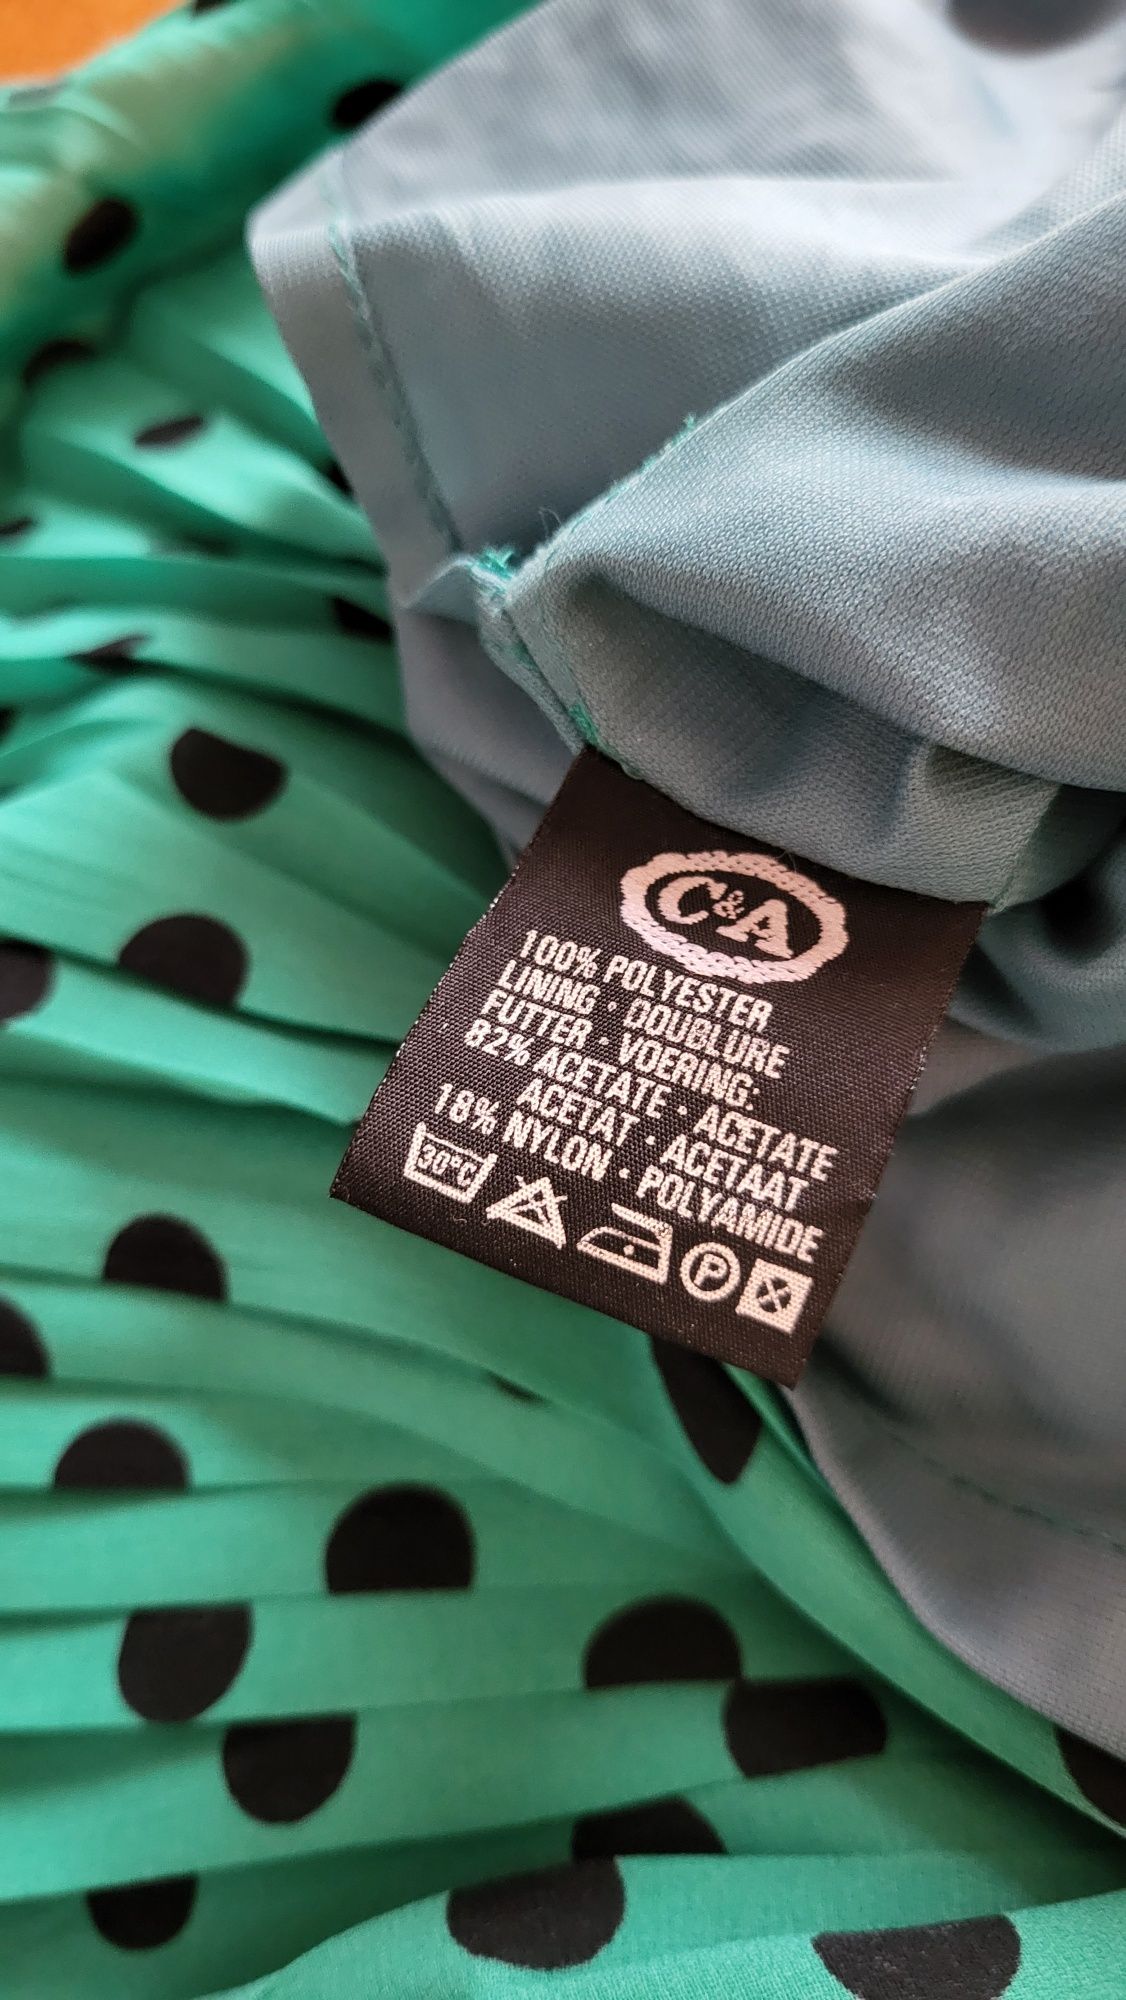 C&A
100% POLYESTER
LINING · DOUBLURE
FUTTER · VOERING:
82% ACETATE · ACETATE
ACETAT · ACETAAT
18% NYLON · POLYAMIDE
30°C
P